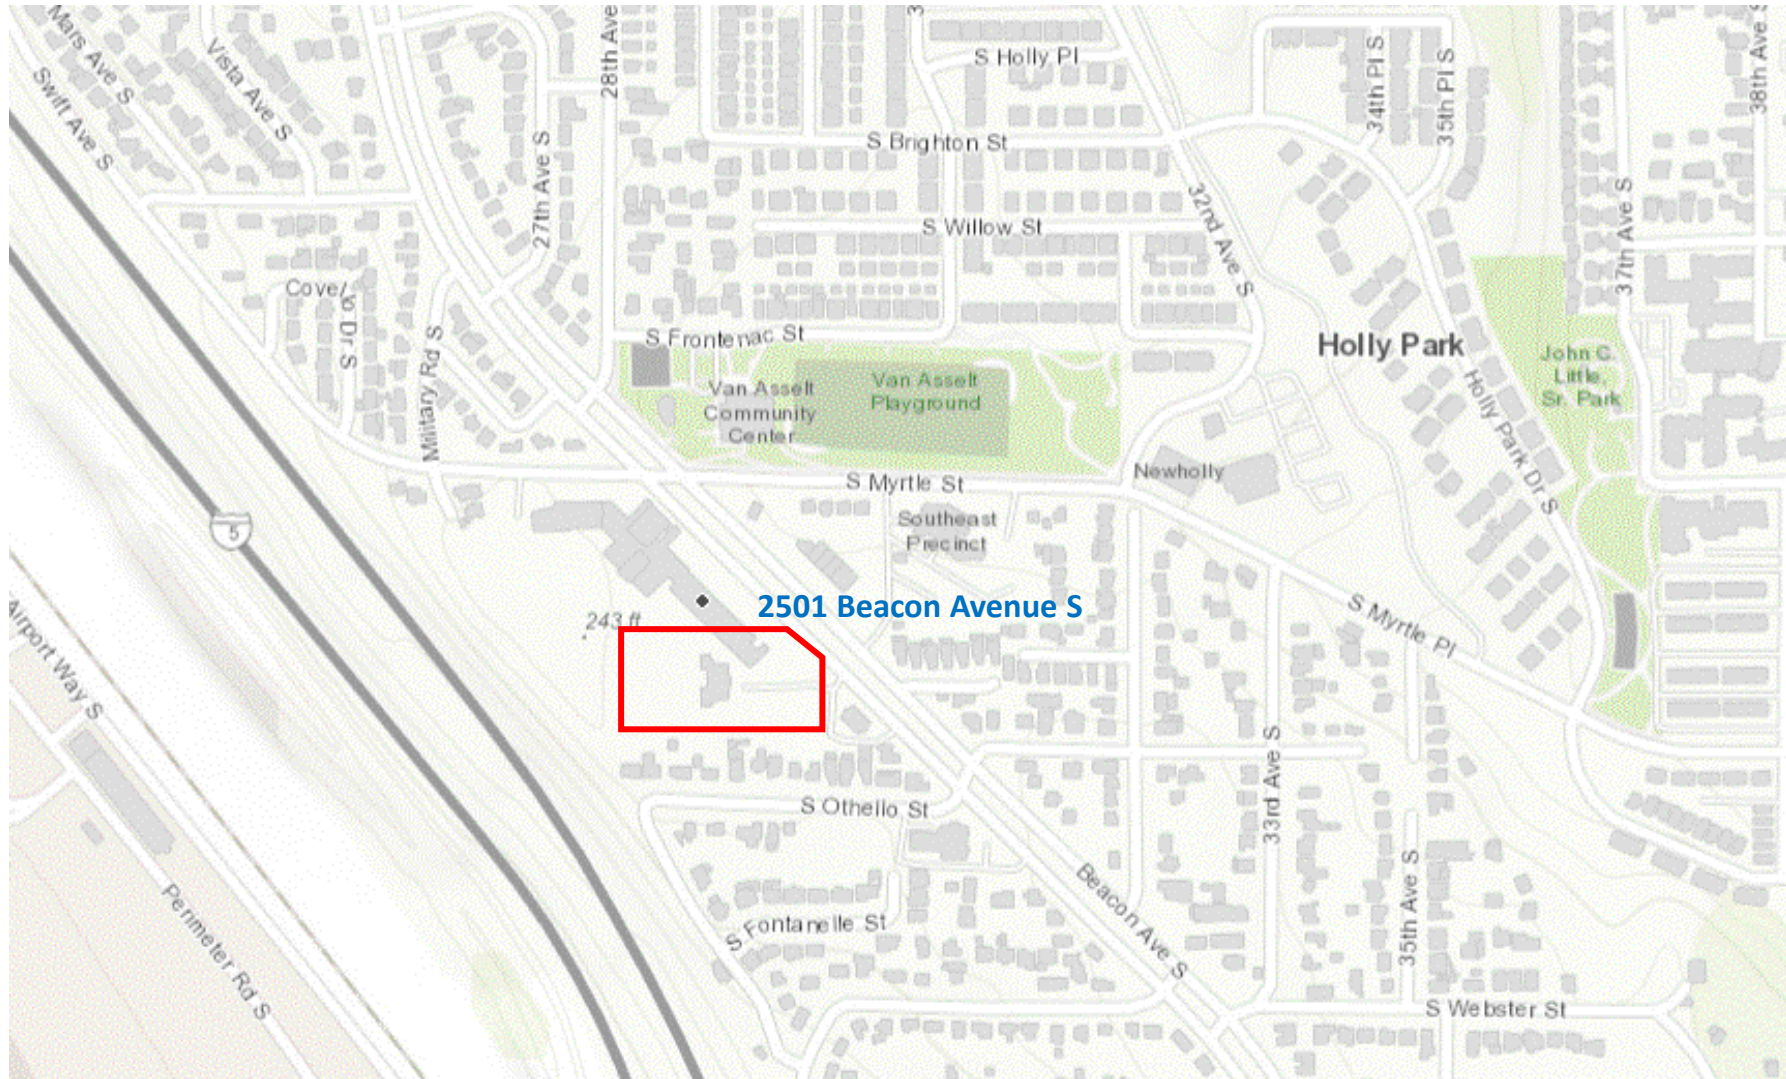 Mars Ave S
Vista Ave S
28th Ave
3
S Holly Pl
34th Pl S
35th Pl S
38th Ave S
Swift Ave S
27th Ave S
S Brighton St
32nd Ave S
S Willow St
37th Ave S
Military Rd S
S Frontenac St
Holly Park
John C.
Little,
Sr. Park
Van Asselt
Community
Center
Van Asselt
Playground
Holly Park Dr S
S Myrtle St
Newholly
5
Southeast
Precinct
243 ft
2501 Beacon Avenue S
S Myrtle Pl
Airport Way S
33rd Ave S
S Othello St
Perimeter Rd S
S Fontanelle St
Beacon Ave S
35th Ave S
S Webster St